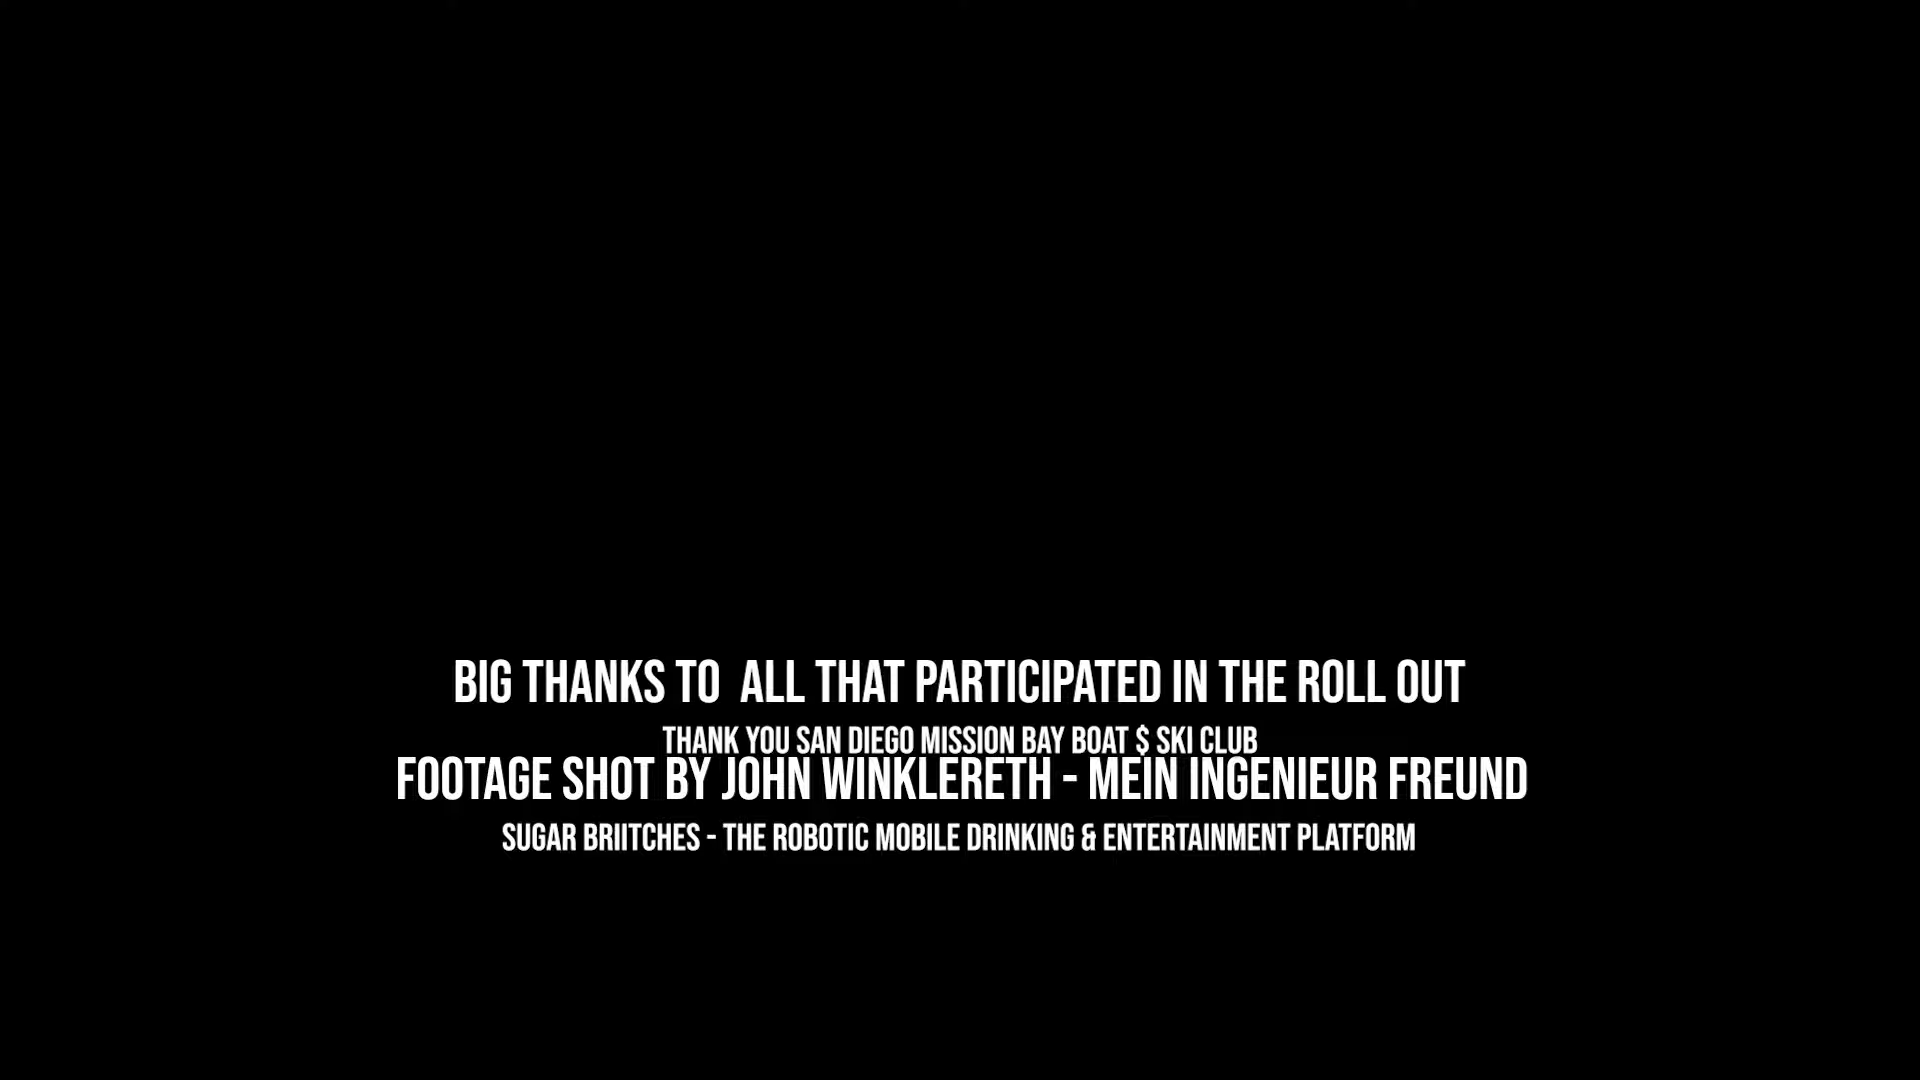 BIG THANKS TO  ALL THAT PARTICIPATED IN THE ROLL OUT
THANK YOU SAN DIEGO MISSION BAY BOAT $ SKI CLUB
FOOTAGE SHOT BY JOHN WINKLERETH - MEIN INGENIEUR FREUND
SUGAR BRIITCHES - THE ROBOTIC MOBILE DRINKING & ENTERTAINMENT PLATFORM